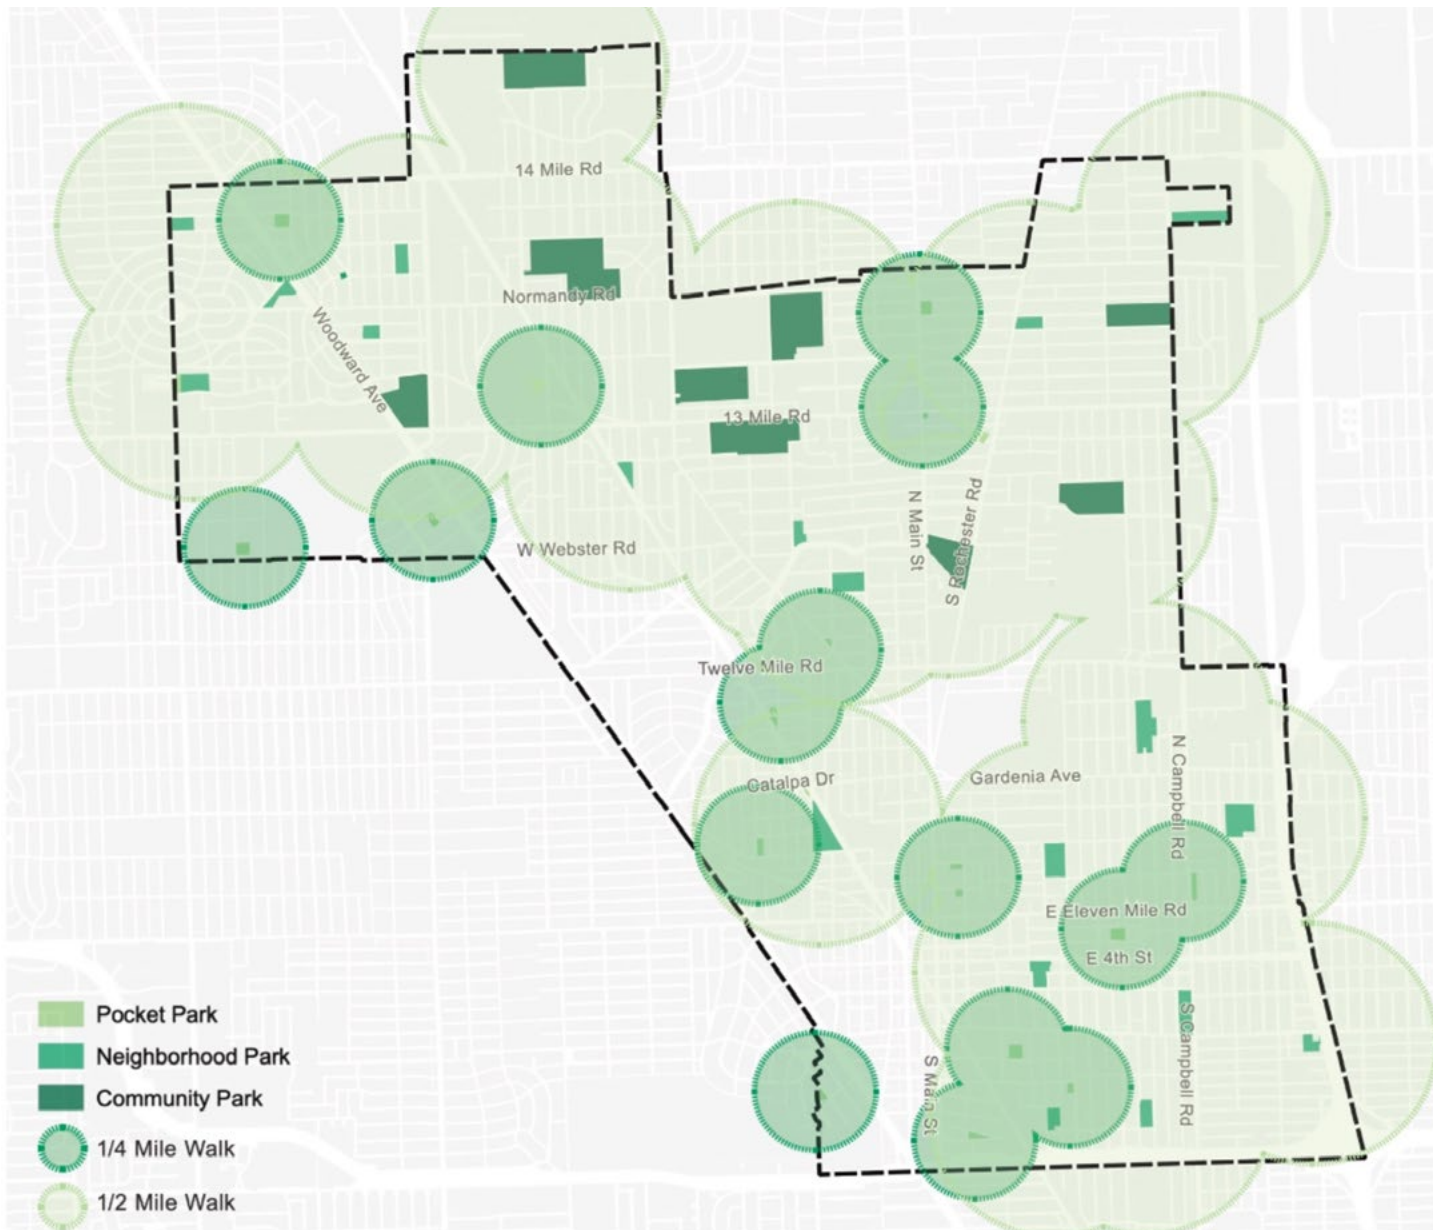 14 Mile Rd
Normandy Rd
Woodward Ave
13 Mile Rd
N Main St
S Rochester Rd
W Webster Rd
Twelve Mile Rd
Catalpa Dr
Gardenia Ave
N Campbell Rd
E Eleven Mile Rd
E 4th St
S Campbell Rd
S Main St
Pocket Park
Neighborhood Park
Community Park
1/4 Mile Walk
1/2 Mile Walk